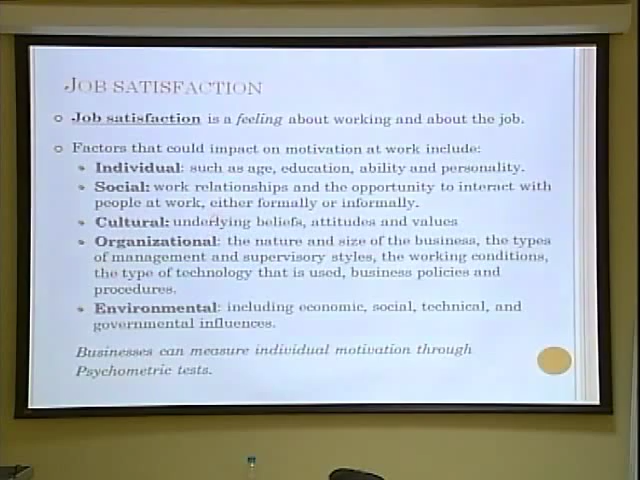 JOB SATISFACTION
Job satisfaction is a feeling about working and about the job.
Factors that could impact on motivation at work include:
Individual: such as age, education, ability and personality.
Social: work relationships and the opportunity to interact with
people at work, either formally or informally.
Cultural: underlying beliefs, attitudes and values
Organizational: the nature and size of the business, the types
of management and supervisory styles, the working conditions,
the type of technology that is used, business policies and
procedures.
Environmental: including economic, social, technical, and
governmental influences.
Businesses can measure individual motivation through
Psychometric tests.